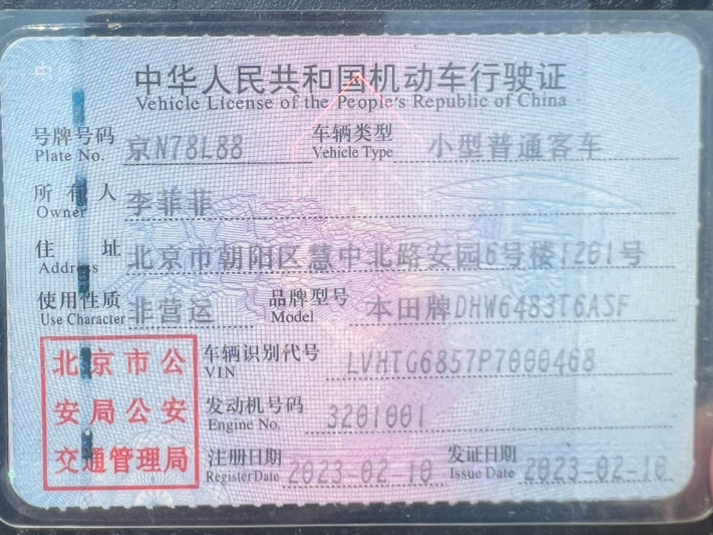 中华人民共和国机动车行驶证
Vehicle License of the People's Republic of China
号牌号码 京N78L88 车辆类型 小型普通客车
Plate No. Vehicle Type
所有人 李菲菲
Owner
住址 北京市朝阳区慧中北路安园6号楼1201号
Address
使用性质 非营运 品牌型号 本田牌DHW6483T6ASF
Use Character Model
北京市公安局公安交通管理局
车辆识别代号 LVHTG6857P7000468
VIN
发动机号码 3201001
Engine No.
注册日期 2023-02-10 发证日期 2023-02-10
Register Date Issue Date